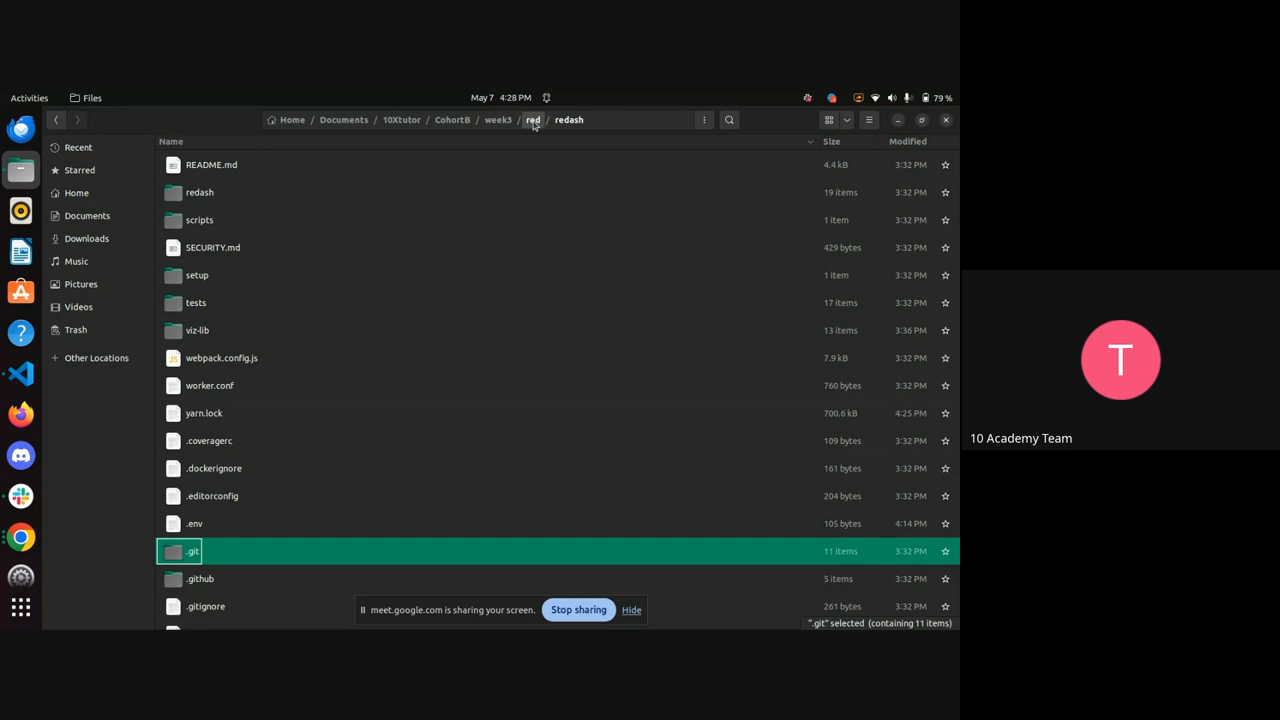 Activities Files May 7 4:28 PM 79 %
Home / Documents / 10Xtutor / CohortB / week3 / red / redash
Name Size Modified
Recent
Starred
Home
Documents
Downloads
Music
Pictures
Videos
Trash
+ Other Locations
README.md 4.4 kB 3:32 PM
redash 19 items 3:32 PM
scripts 1 item 3:32 PM
SECURITY.md 429 bytes 3:32 PM
setup 1 item 3:32 PM
tests 17 items 3:32 PM
viz-lib 13 items 3:36 PM
JS webpack.config.js 7.9 kB 3:32 PM
worker.conf 760 bytes 3:32 PM
yarn.lock 700.6 kB 4:25 PM
.coveragerc 109 bytes 3:32 PM
.dockerignore 161 bytes 3:32 PM
.editorconfig 204 bytes 3:32 PM
.env 105 bytes 4:14 PM
.git 11 items 3:32 PM
.github 5 items 3:32 PM
.gitignore 261 bytes 3:32 PM
meet.google.com is sharing your screen. Stop sharing Hide
".git" selected (containing 11 items)
T
10 Academy Team